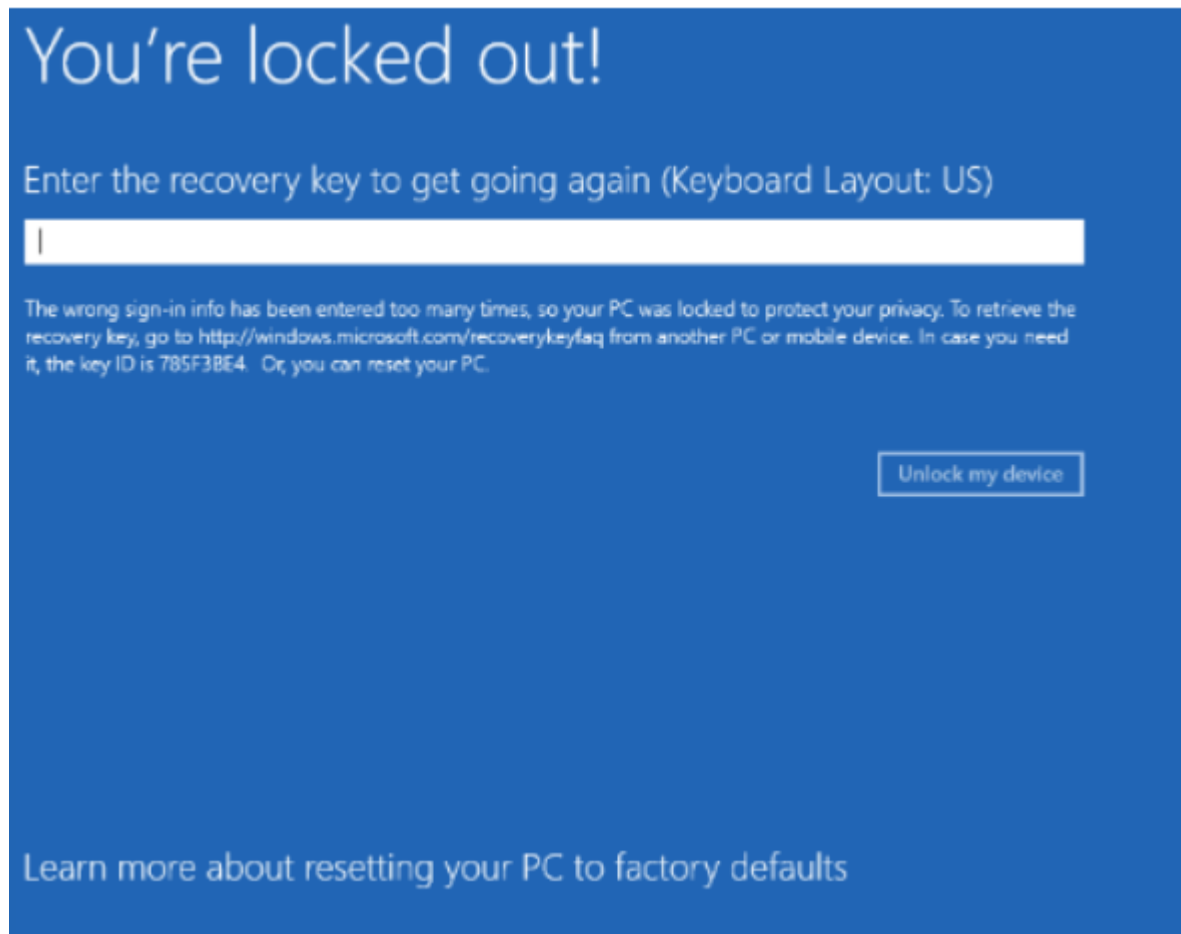 You're locked out!
Enter the recovery key to get going again (Keyboard Layout: US)
The wrong sign-in info has been entered too many times, so your PC was locked to protect your privacy. To retrieve the
recovery key, go to http://windows.microsoft.com/recoverykeyfaq from another PC or mobile device. In case you need
it, the key ID is 785F3BE4. Or, you can reset your PC.
Unlock my device
Learn more about resetting your PC to factory defaults